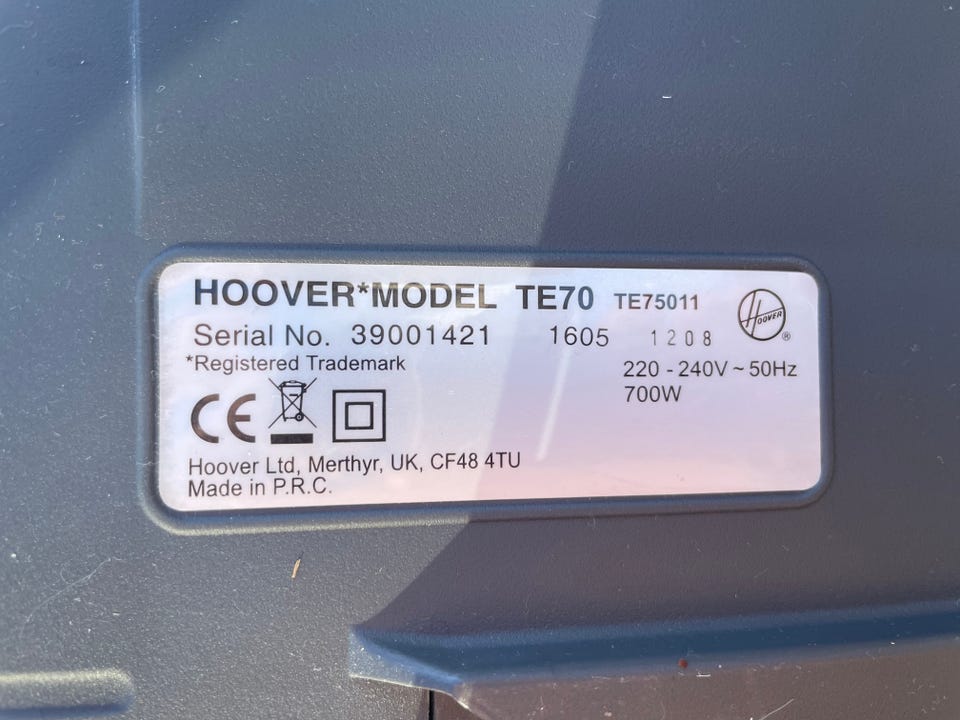 HOOVER*MODEL TE70 TE75011
HOOVER ®
Serial No. 39001421 1605 1208
*Registered Trademark
220 - 240V ~ 50Hz
700W
CE
Hoover Ltd, Merthyr, UK, CF48 4TU
Made in P.R.C.